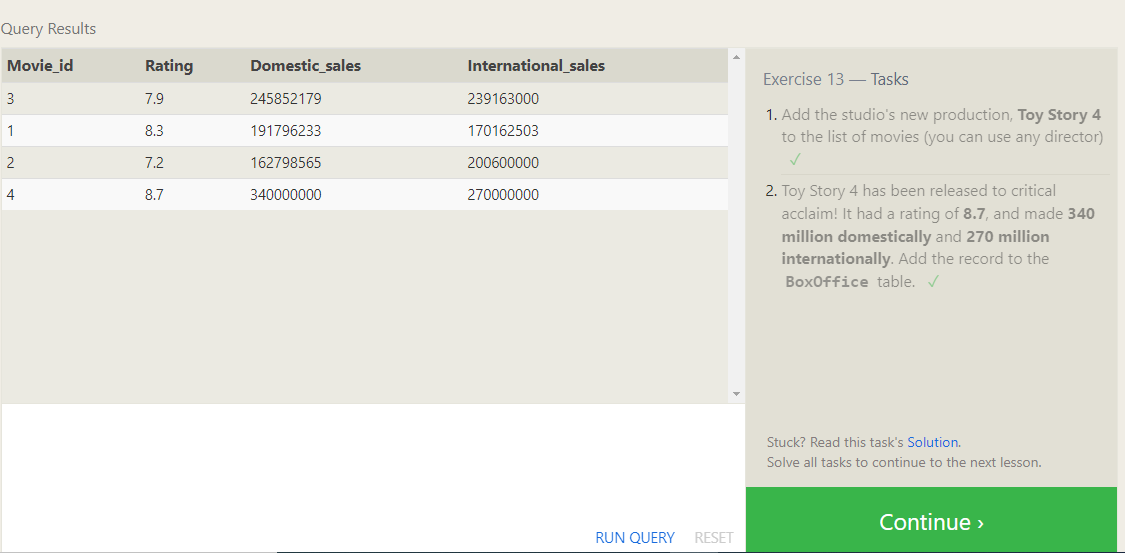 Query Results
Movie_id Rating Domestic_sales International_sales
3 7.9 245852179 239163000
1 8.3 191796233 170162503
2 7.2 162798565 200600000
4 8.7 340000000 270000000
RUN QUERY RESET
Exercise 13 — Tasks
1. Add the studio's new production, Toy Story 4
to the list of movies (you can use any director)
✓
2. Toy Story 4 has been released to critical
acclaim! It had a rating of 8.7, and made 340
million domestically and 270 million
internationally. Add the record to the
BoxOffice table. ✓
Stuck? Read this task's Solution.
Solve all tasks to continue to the next lesson.
Continue ›